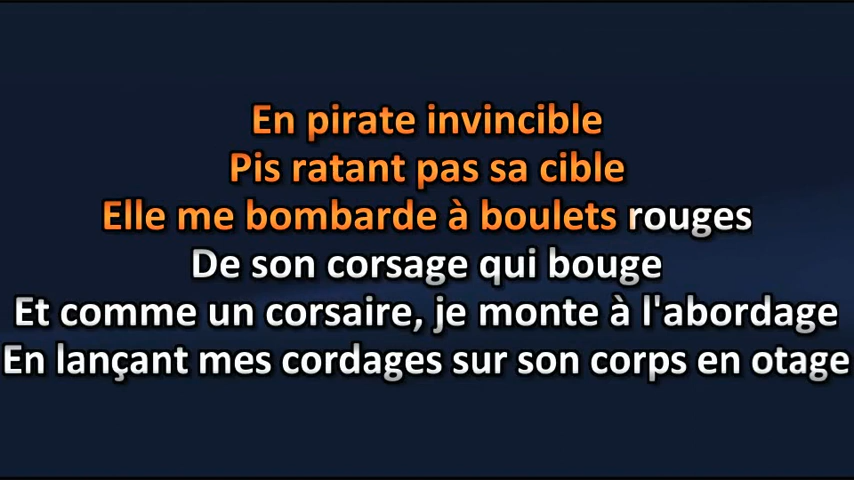 En pirate invincible
Pis ratant pas sa cible
Elle me bombarde à boulets rouges
De son corsage qui bouge
Et comme un corsaire, je monte à l'abordage
En lançant mes cordages sur son corps en otage